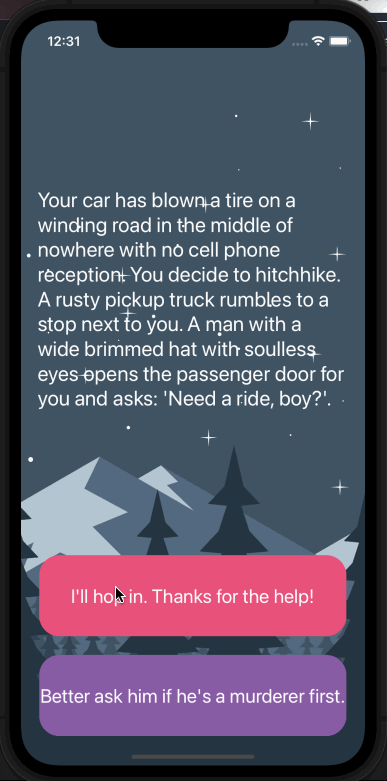 12:31
Your car has blown a tire on a
winding road in the middle of
nowhere with no cell phone
reception. You decide to hitchhike.
A rusty pickup truck rumbles to a
stop next to you. A man with a
wide brimmed hat with soulless
eyes opens the passenger door for
you and asks: 'Need a ride, boy?'.
I'll hop in. Thanks for the help!
Better ask him if he's a murderer first.